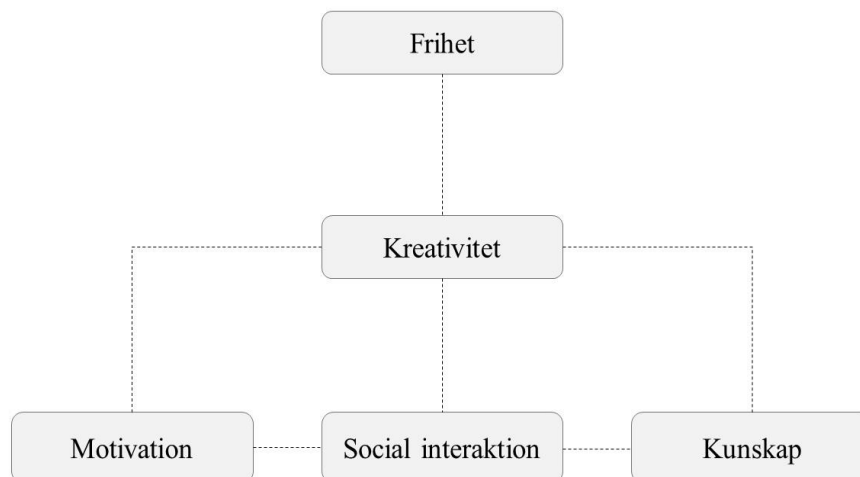 Frihet
Kreativitet
Motivation
Social interaktion
Kunskap